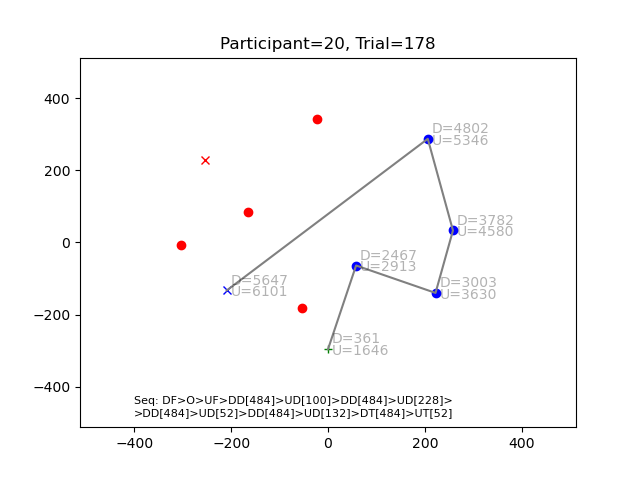 Participant=20, Trial=178
400
200
0
−200
−400
−400
−200
0
200
400
D=4802
U=5346
D=3782
U=4580
D=2467
U=2913
D=5647
U=6101
D=3003
U=3630
D=361
U=1646
Seq: DF>O>UF>DD[484]>UD[100]>DD[484]>UD[228]>
>DD[484]>UD[52]>DD[484]>UD[132]>DT[484]>UT[52]